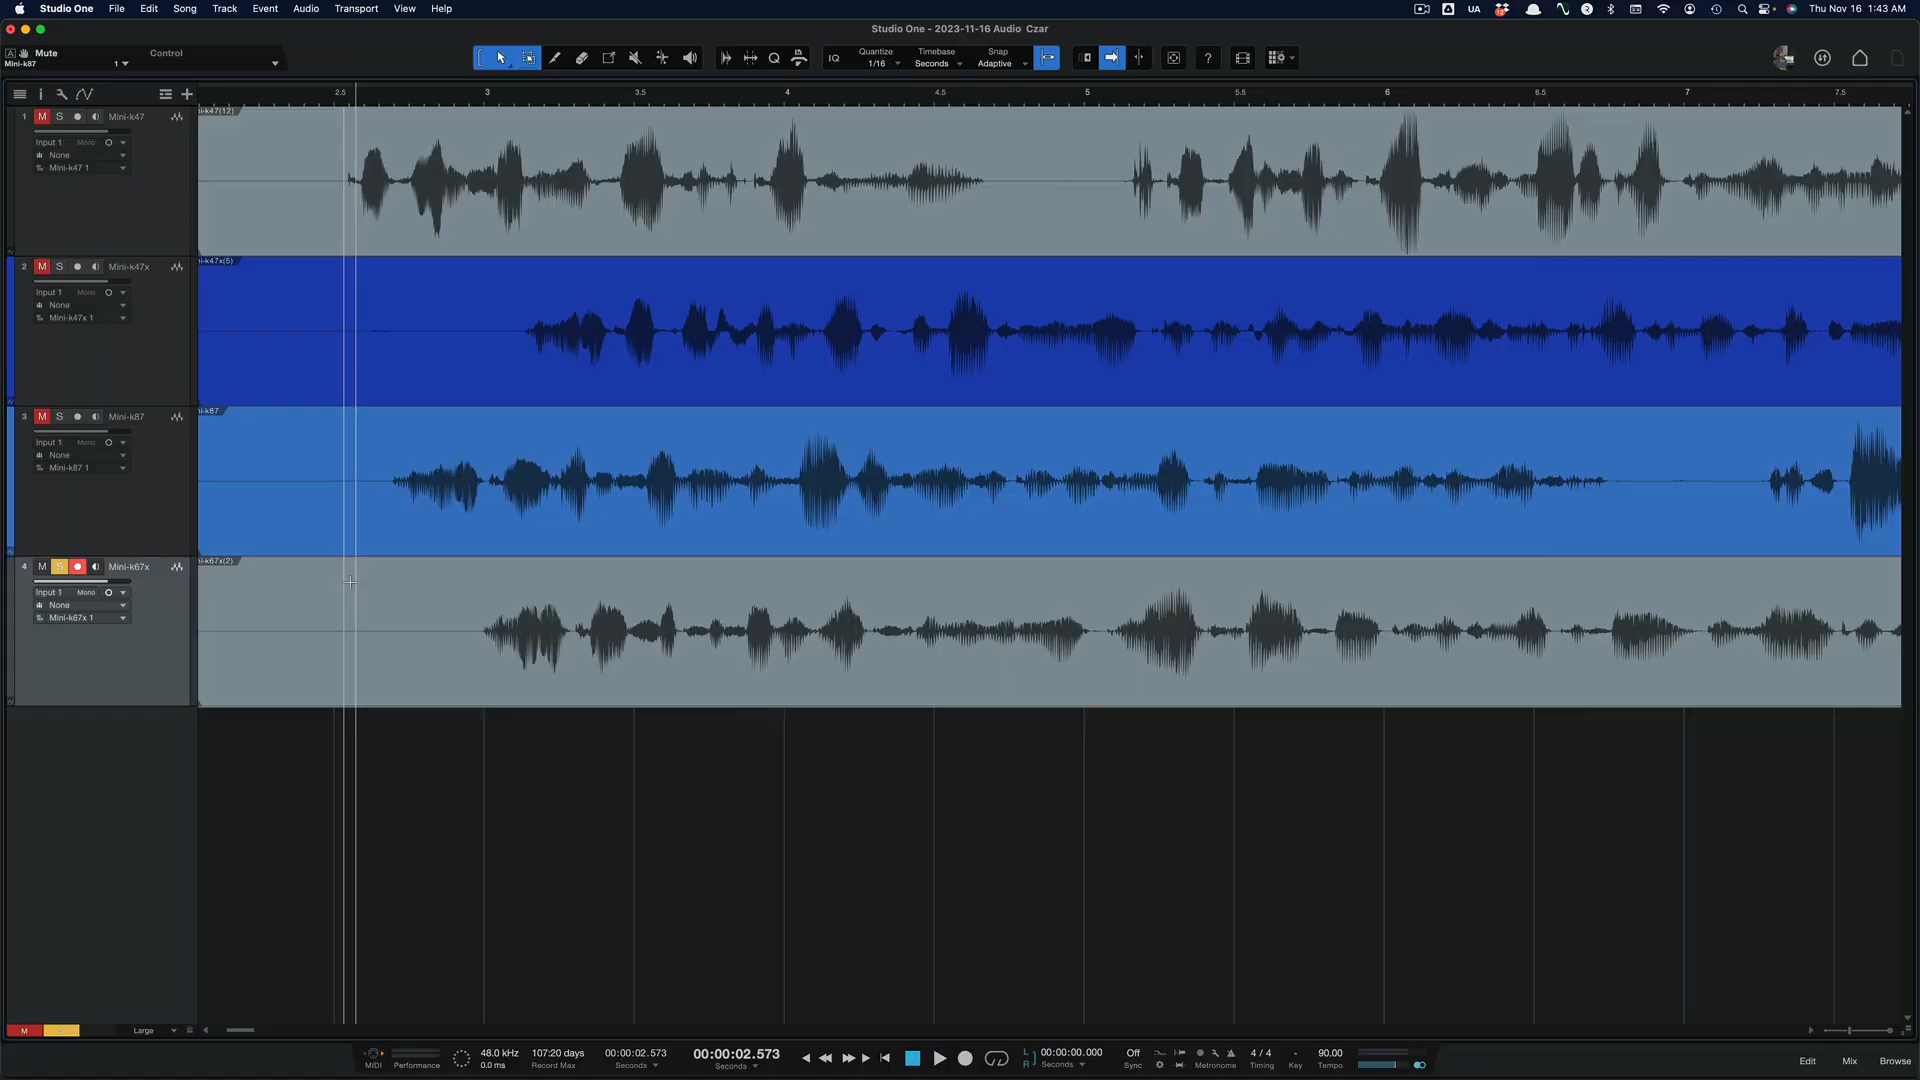 Studio One File Edit Song Track Event Audio Transport View Help
UA
Thu Nov 16 1:43 AM
Studio One - 2023-11-16 Audio Czar
Mute Control
Mini-k87 1
IQ Quantize Timebase Snap
1/16 Seconds Adaptive
?
2.5 3 3.5 4 4.5 5 5.5 6 6.5 7 7.5
1 M S Mini-k47
Input 1 Mono
None
Mini-k47 1
ni-k47(12)
2 M S Mini-k47x
Input 1 Mono
None
Mini-k47x 1
ni-k47x(5)
3 M S Mini-k87
Input 1 Mono
None
Mini-k87 1
ni-k87
4 M S Mini-k67x
Input 1 Mono
None
Mini-k67x 1
ni-k67x(2)
M Large
MIDI Performance
48.0 kHz
0.0 ms
107:20 days
Record Max
00:00:02.573
Seconds
00:00:02.573
Seconds
L 00:00:00.000
R Seconds
Off
Sync
Metronome
4 / 4
Timing
-
Key
90.00
Tempo
Edit Mix Browse